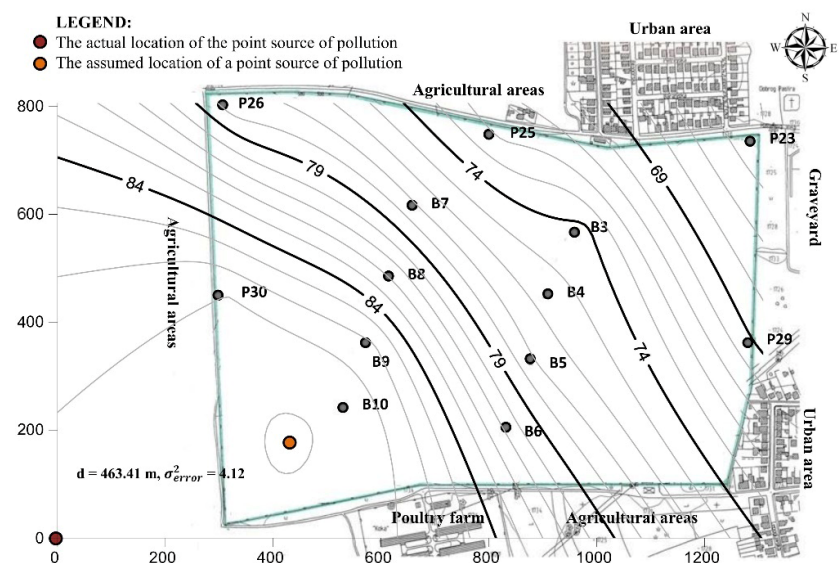 LEGEND:
The actual location of the point source of pollution
The assumed location of a point source of pollution
Urban area
N
W
E
S
Agricultural areas
800
P26
P25
P23
79
74
69
84
Graveyard
600
B7
B3
Agricultural areas
B8
P30
84
B4
400
B9
79
B5
74
P29
B10
200
B6
Urban area
d = 463.41 m, σ²error = 4.12
Poultry farm
Agricultural areas
0
0
200
400
600
800
1000
1200